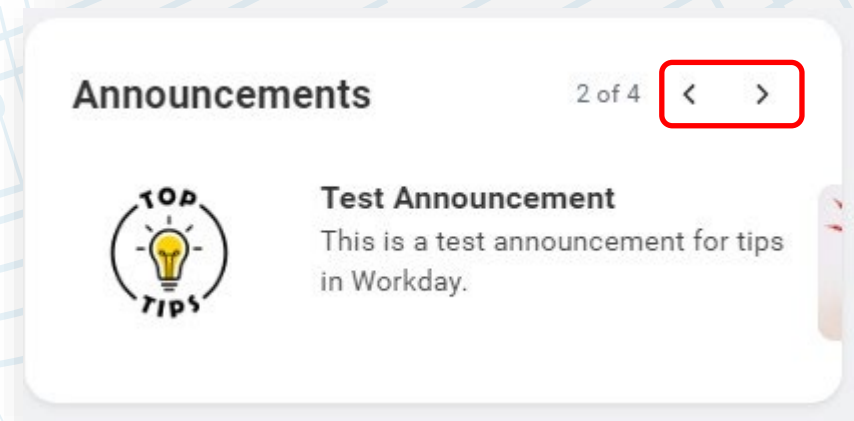 Announcements
2 of 4
TOP
TIPS
Test Announcement
This is a test announcement for tips
in Workday.